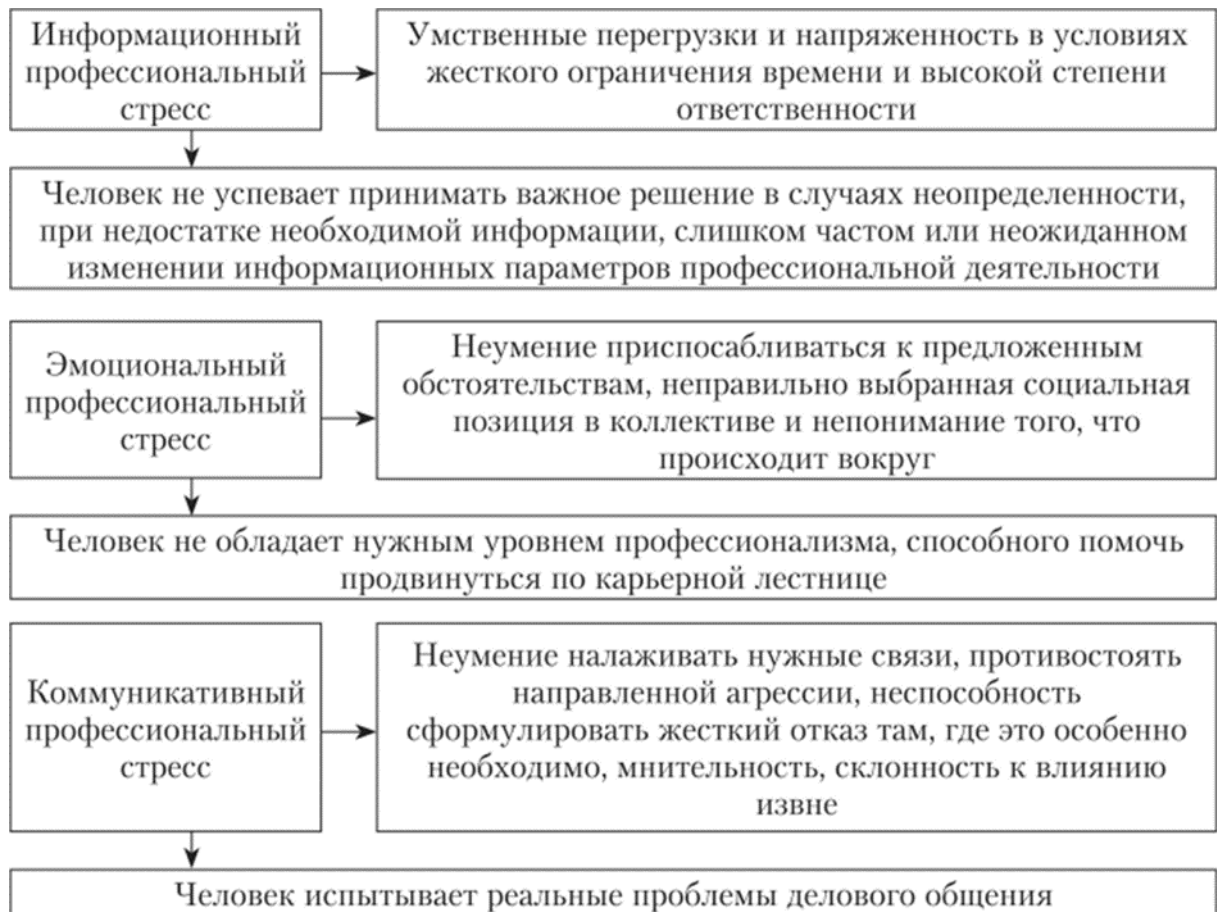 Информационный
профессиональный
стресс
Умственные перегрузки и напряженность в условиях
жесткого ограничения времени и высокой степени
ответственности
Человек не успевает принимать важное решение в случаях неопределенности,
при недостатке необходимой информации, слишком частом или неожиданном
изменении информационных параметров профессиональной деятельности
Эмоциональный
профессиональный
стресс
Неумение приспосабливаться к предложенным
обстоятельствам, неправильно выбранная социальная
позиция в коллективе и непонимание того, что
происходит вокруг
Человек не обладает нужным уровнем профессионализма, способного помочь
продвинуться по карьерной лестнице
Коммуникативный
профессиональный
стресс
Неумение налаживать нужные связи, противостоять
направленной агрессии, неспособность
сформулировать жесткий отказ там, где это особенно
необходимо, мнительность, склонность к влиянию
извне
Человек испытывает реальные проблемы делового общения